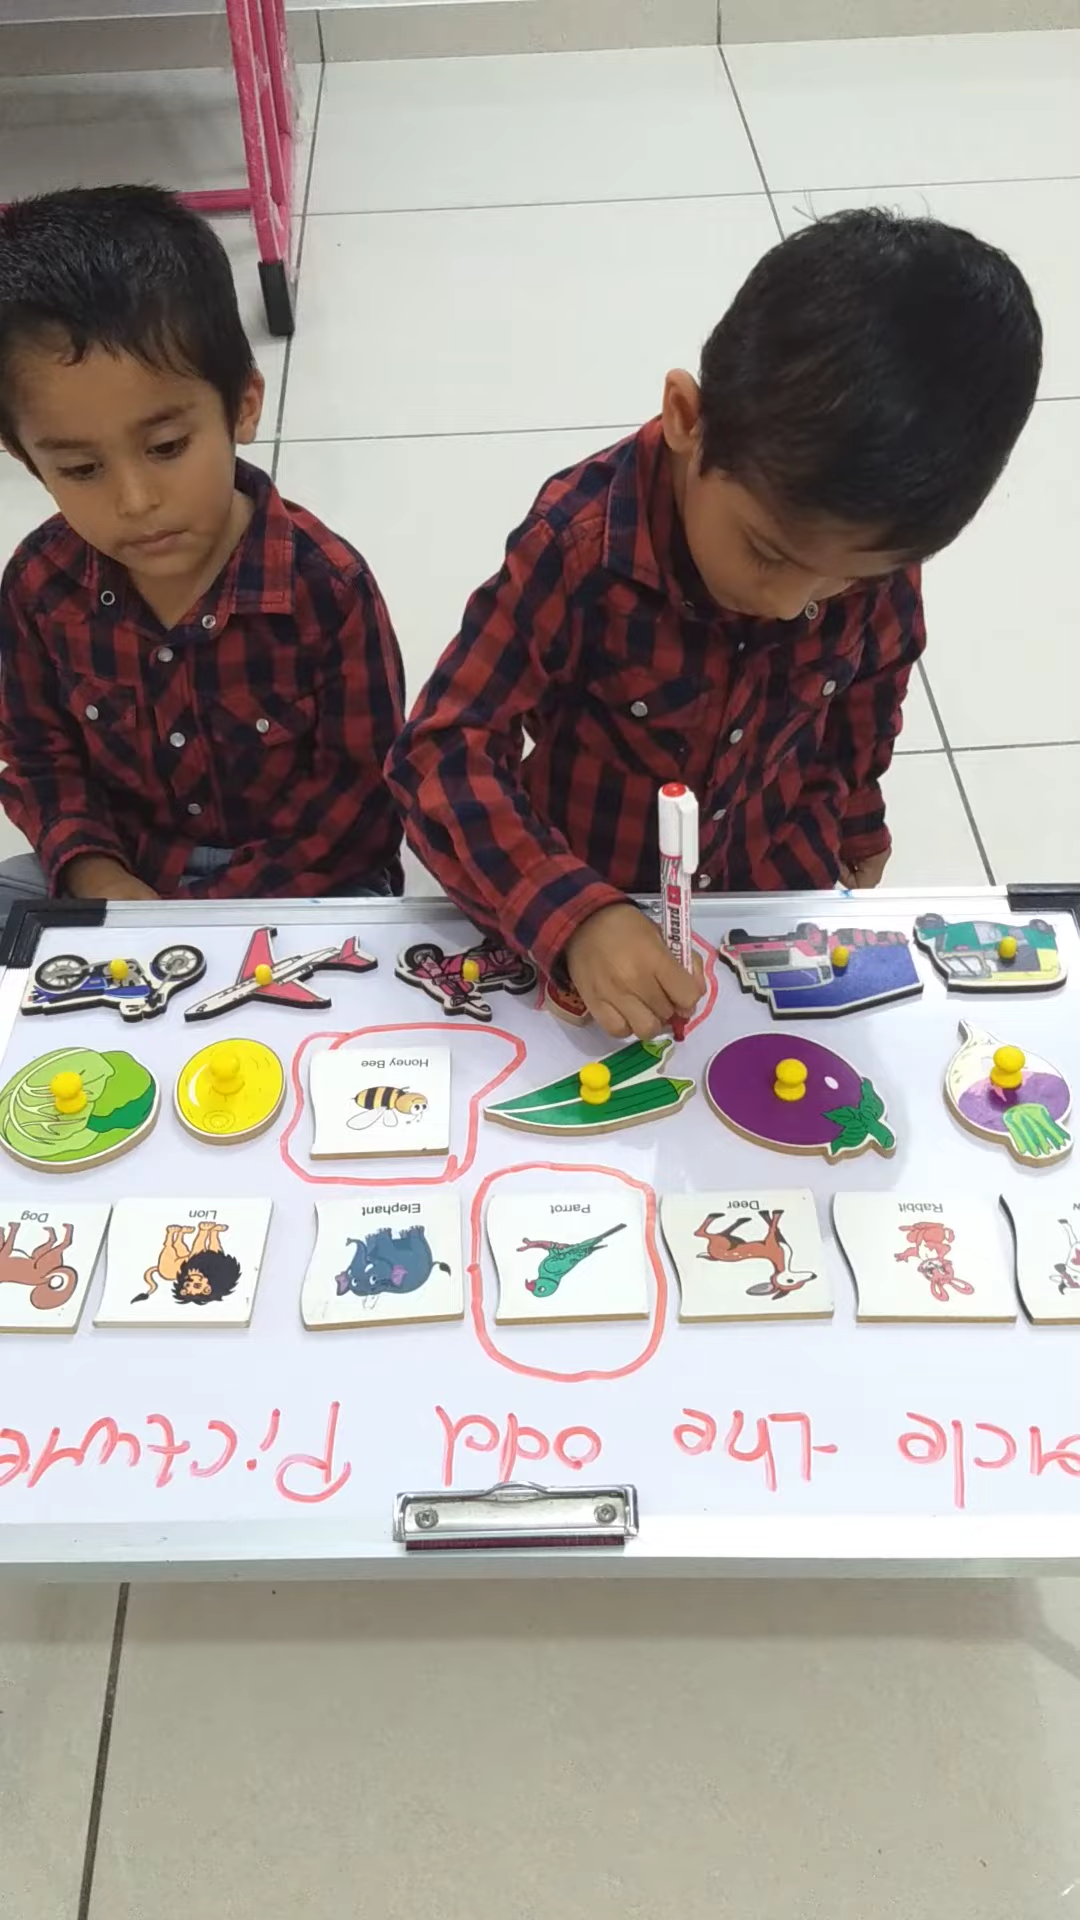 rcle the odd Picture
Rabbit
Deer
Parrot
Elephant
Lion
Dog
Honey Bee